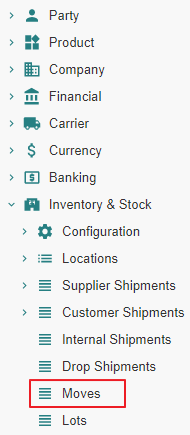 Party
Product
Company
Financial
Carrier
Currency
Banking
Inventory & Stock
Configuration
Locations
Supplier Shipments
Customer Shipments
Internal Shipments
Drop Shipments
Moves
Lots